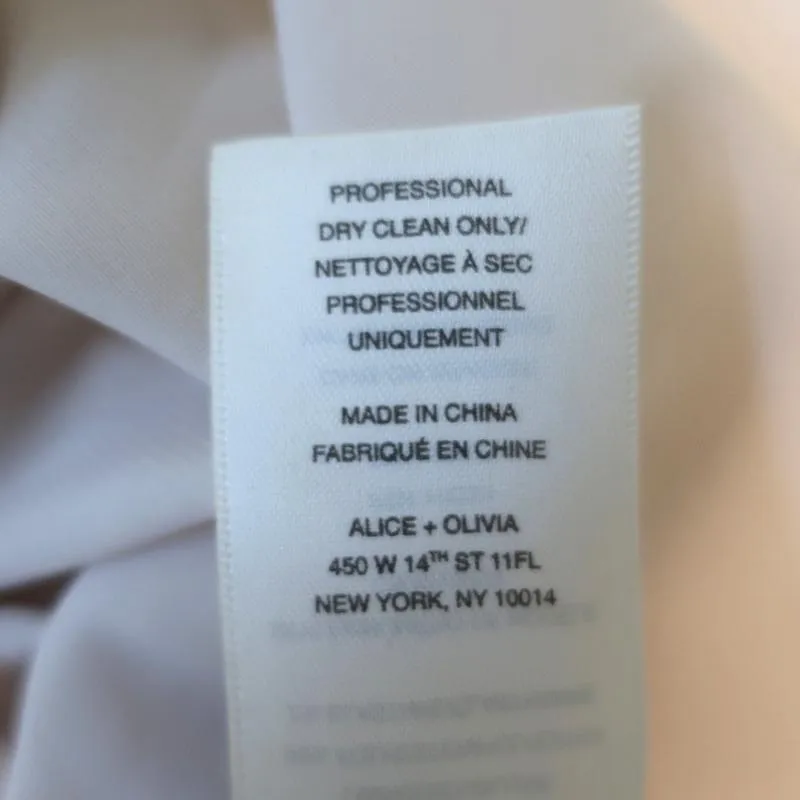 PROFESSIONAL
DRY CLEAN ONLY/
NETTOYAGE À SEC
PROFESSIONNEL
UNIQUEMENT
MADE IN CHINA
FABRIQUÉ EN CHINE
ALICE + OLIVIA
450 W 14TH ST 11FL
NEW YORK, NY 10014